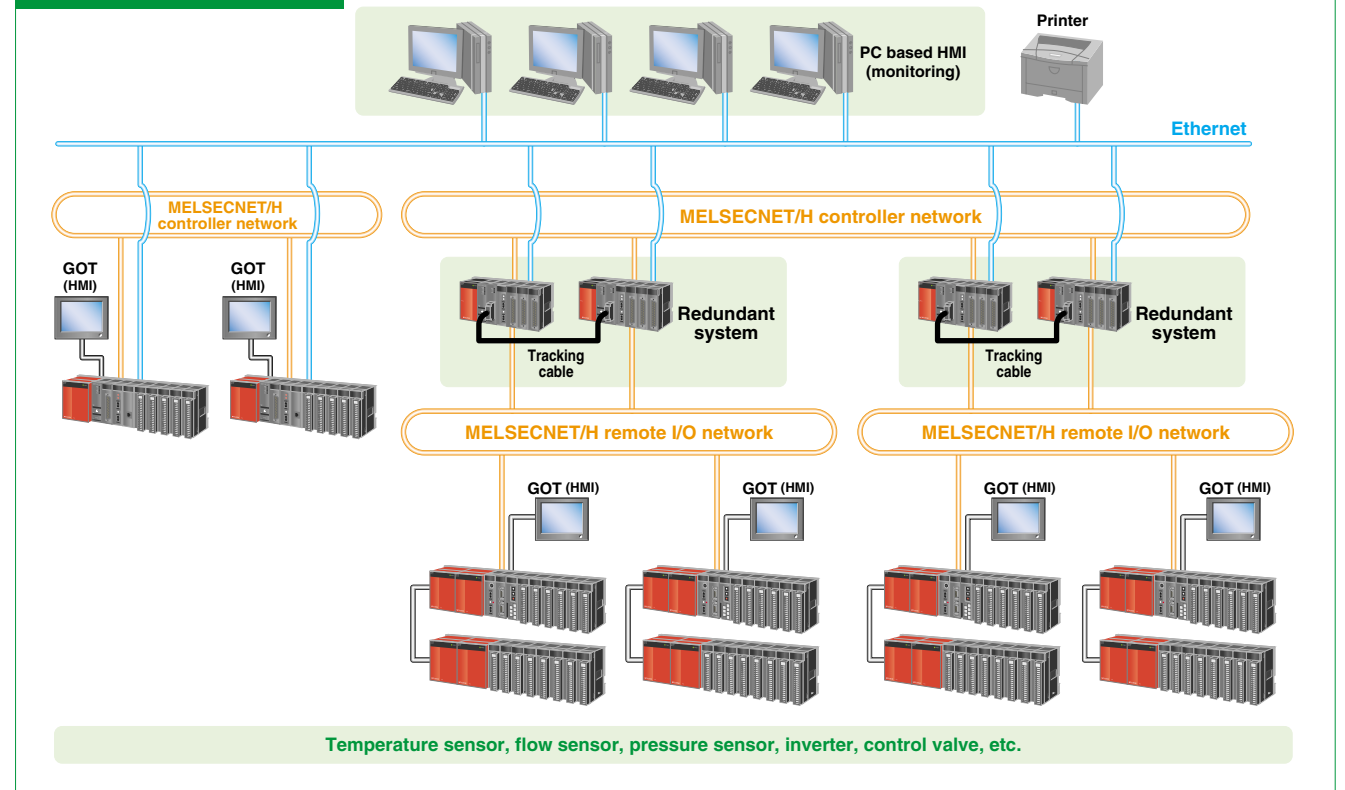 Printer
PC based HMI
(monitoring)
Ethernet
MELSECNET/H
controller network
MELSECNET/H controller network
GOT
(HMI)
GOT
(HMI)
Redundant
system
Tracking
cable
Redundant
system
Tracking
cable
MELSECNET/H remote I/O network
MELSECNET/H remote I/O network
GOT (HMI)
GOT (HMI)
GOT (HMI)
GOT (HMI)
Temperature sensor, flow sensor, pressure sensor, inverter, control valve, etc.